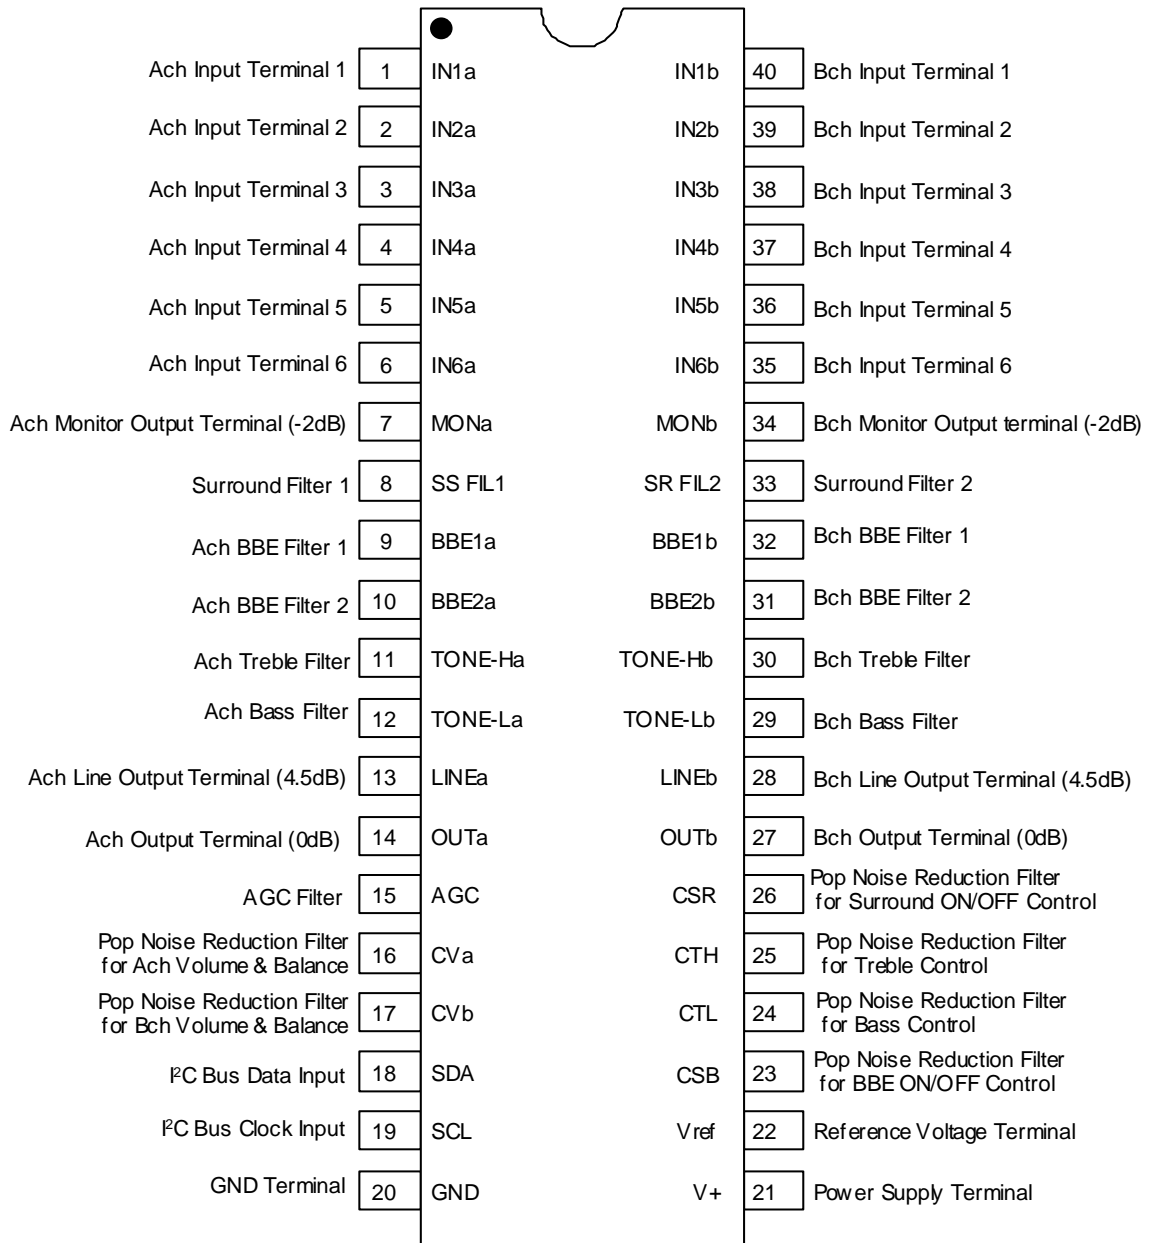 Ach Input Terminal 1 1 IN1a IN1b 40 Bch Input Terminal 1
Ach Input Terminal 2 2 IN2a IN2b 39 Bch Input Terminal 2
Ach Input Terminal 3 3 IN3a IN3b 38 Bch Input Terminal 3
Ach Input Terminal 4 4 IN4a IN4b 37 Bch Input Terminal 4
Ach Input Terminal 5 5 IN5a IN5b 36 Bch Input Terminal 5
Ach Input Terminal 6 6 IN6a IN6b 35 Bch Input Terminal 6
Ach Monitor Output Terminal (-2dB) 7 MONa MONb 34 Bch Monitor Output terminal (-2dB)
Surround Filter 1 8 SS FIL1 SR FIL2 33 Surround Filter 2
Ach BBE Filter 1 9 BBE1a BBE1b 32 Bch BBE Filter 1
Ach BBE Filter 2 10 BBE2a BBE2b 31 Bch BBE Filter 2
Ach Treble Filter 11 TONE-Ha TONE-Hb 30 Bch Treble Filter
Ach Bass Filter 12 TONE-La TONE-Lb 29 Bch Bass Filter
Ach Line Output Terminal (4.5dB) 13 LINEa LINEb 28 Bch Line Output Terminal (4.5dB)
Ach Output Terminal (0dB) 14 OUTa OUTb 27 Bch Output Terminal (0dB)
AGC Filter 15 AGC CSR 26 Pop Noise Reduction Filter
for Surround ON/OFF Control
Pop Noise Reduction Filter
for Ach Volume & Balance 16 CVa CTH 25 Pop Noise Reduction Filter
for Treble Control
Pop Noise Reduction Filter
for Bch Volume & Balance 17 CVb CTL 24 Pop Noise Reduction Filter
for Bass Control
I²C Bus Data Input 18 SDA CSB 23 Pop Noise Reduction Filter
for BBE ON/OFF Control
I²C Bus Clock Input 19 SCL Vref 22 Reference Voltage Terminal
GND Terminal 20 GND V+ 21 Power Supply Terminal